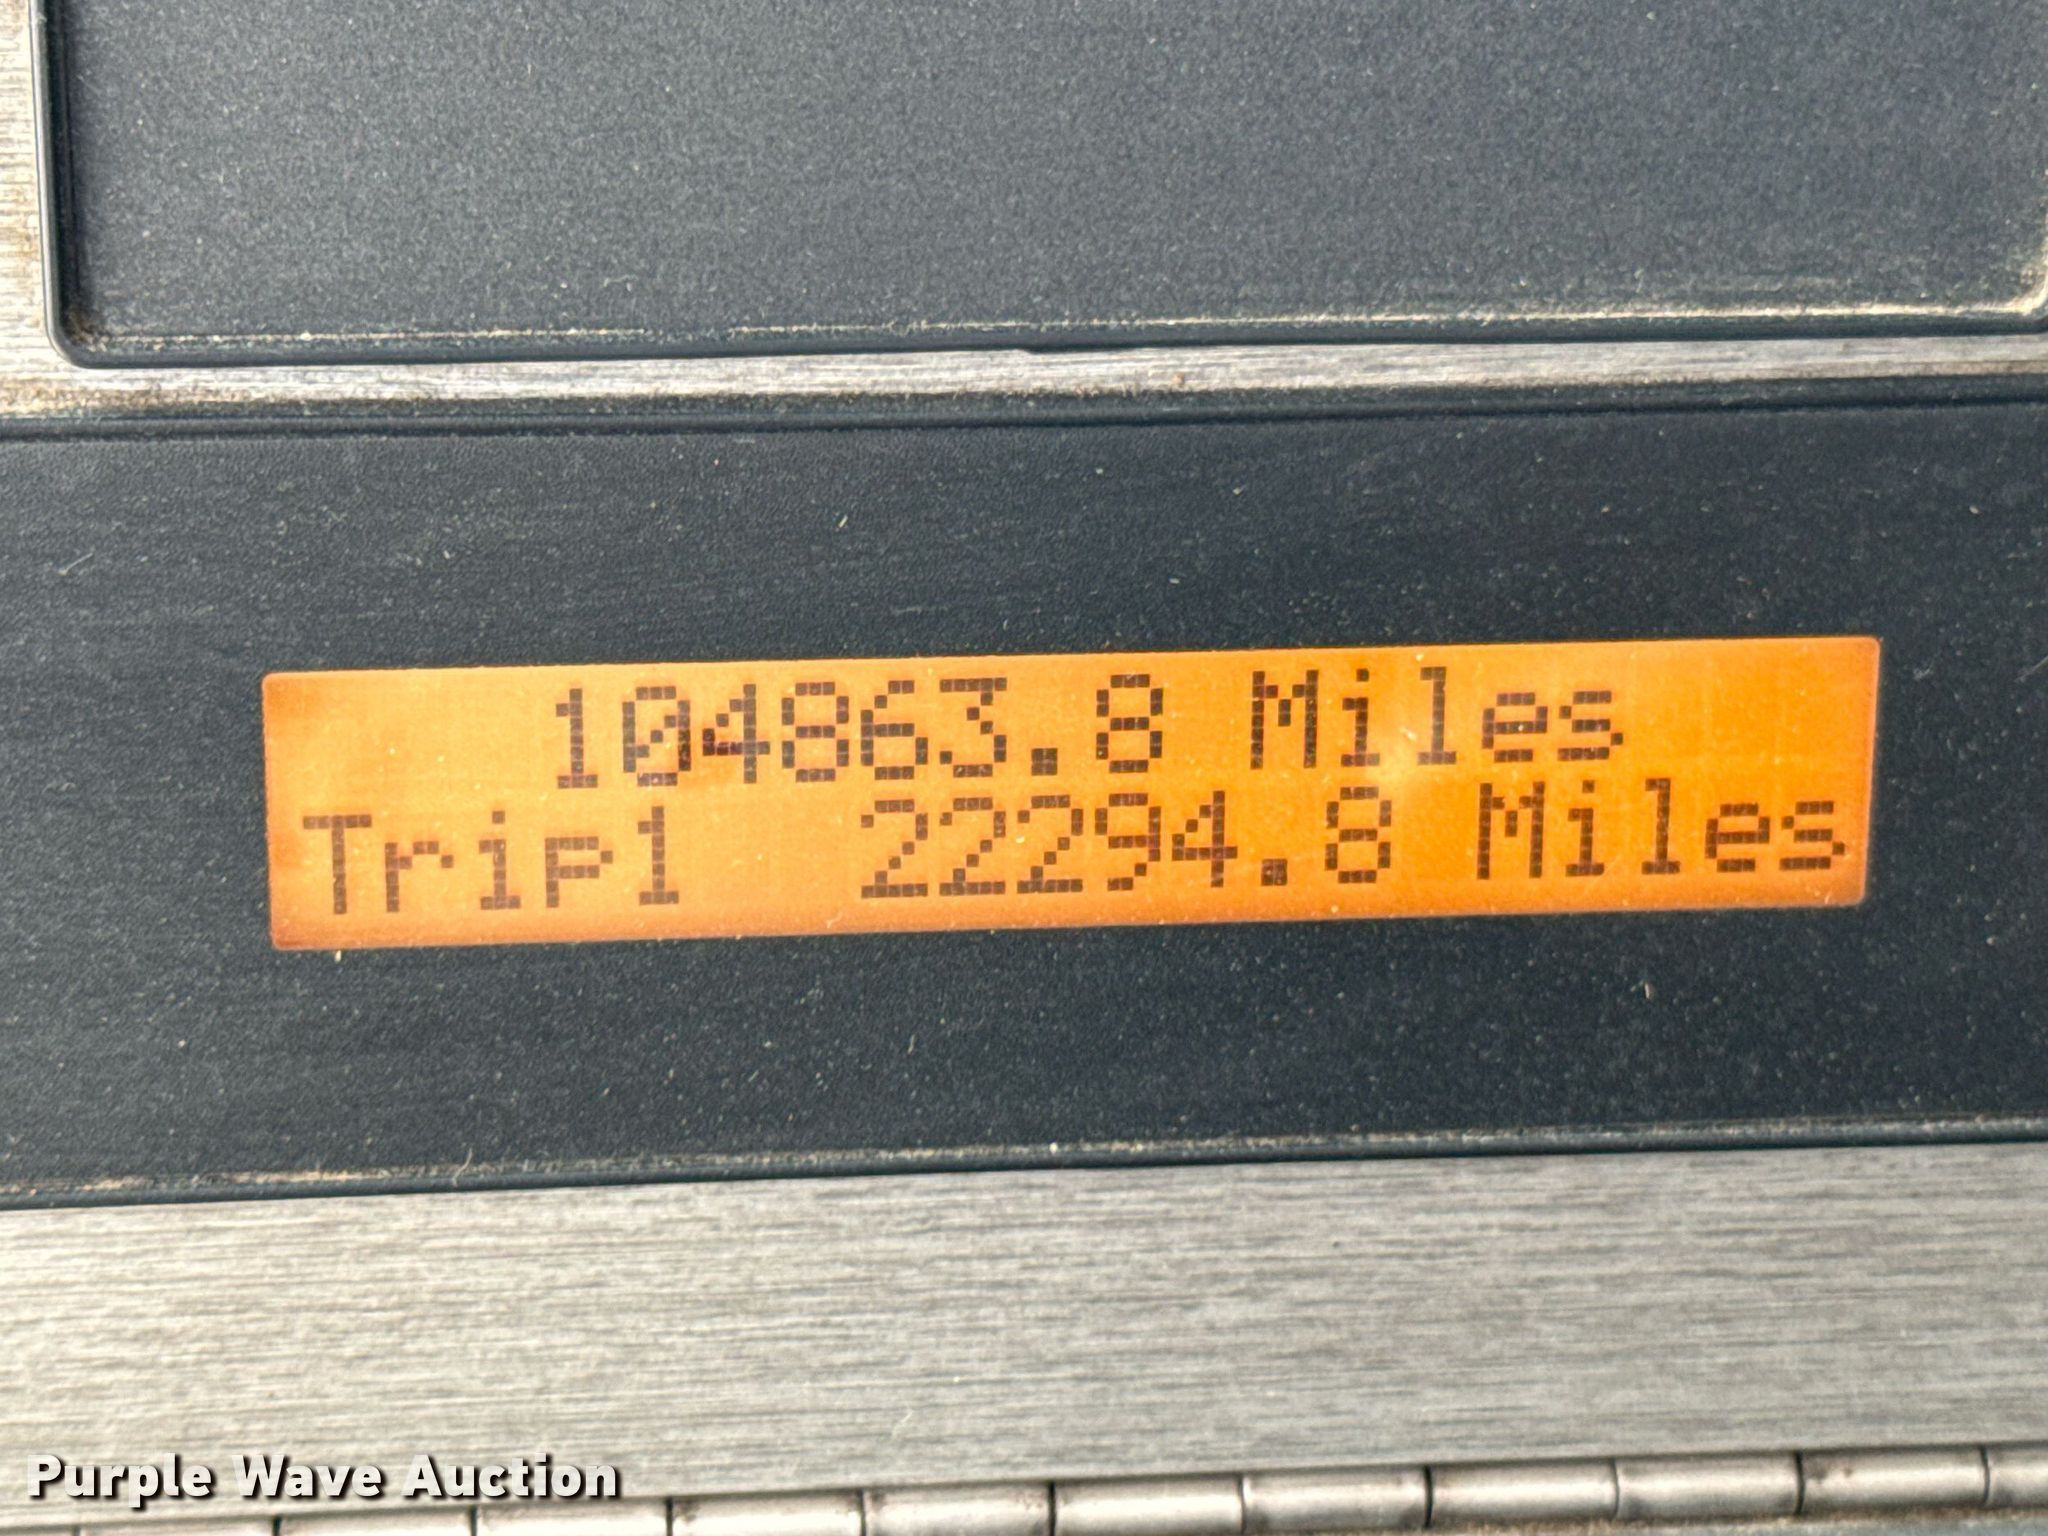 104863.8 Miles
Trip1 22294.8 Miles
Purple Wave Auction